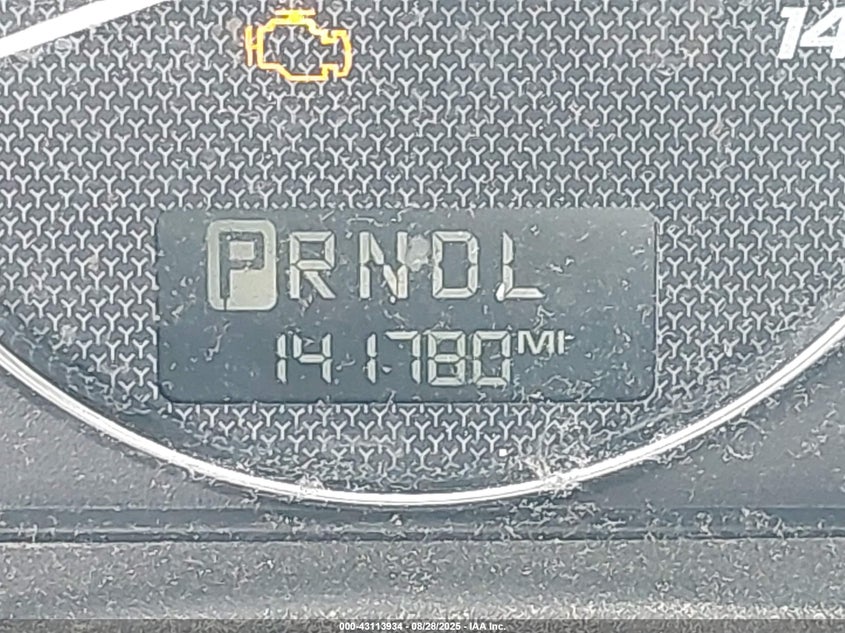 14
PRNDL
141780 MI
000-43113934 - 08/28/2025 - IAA Inc.